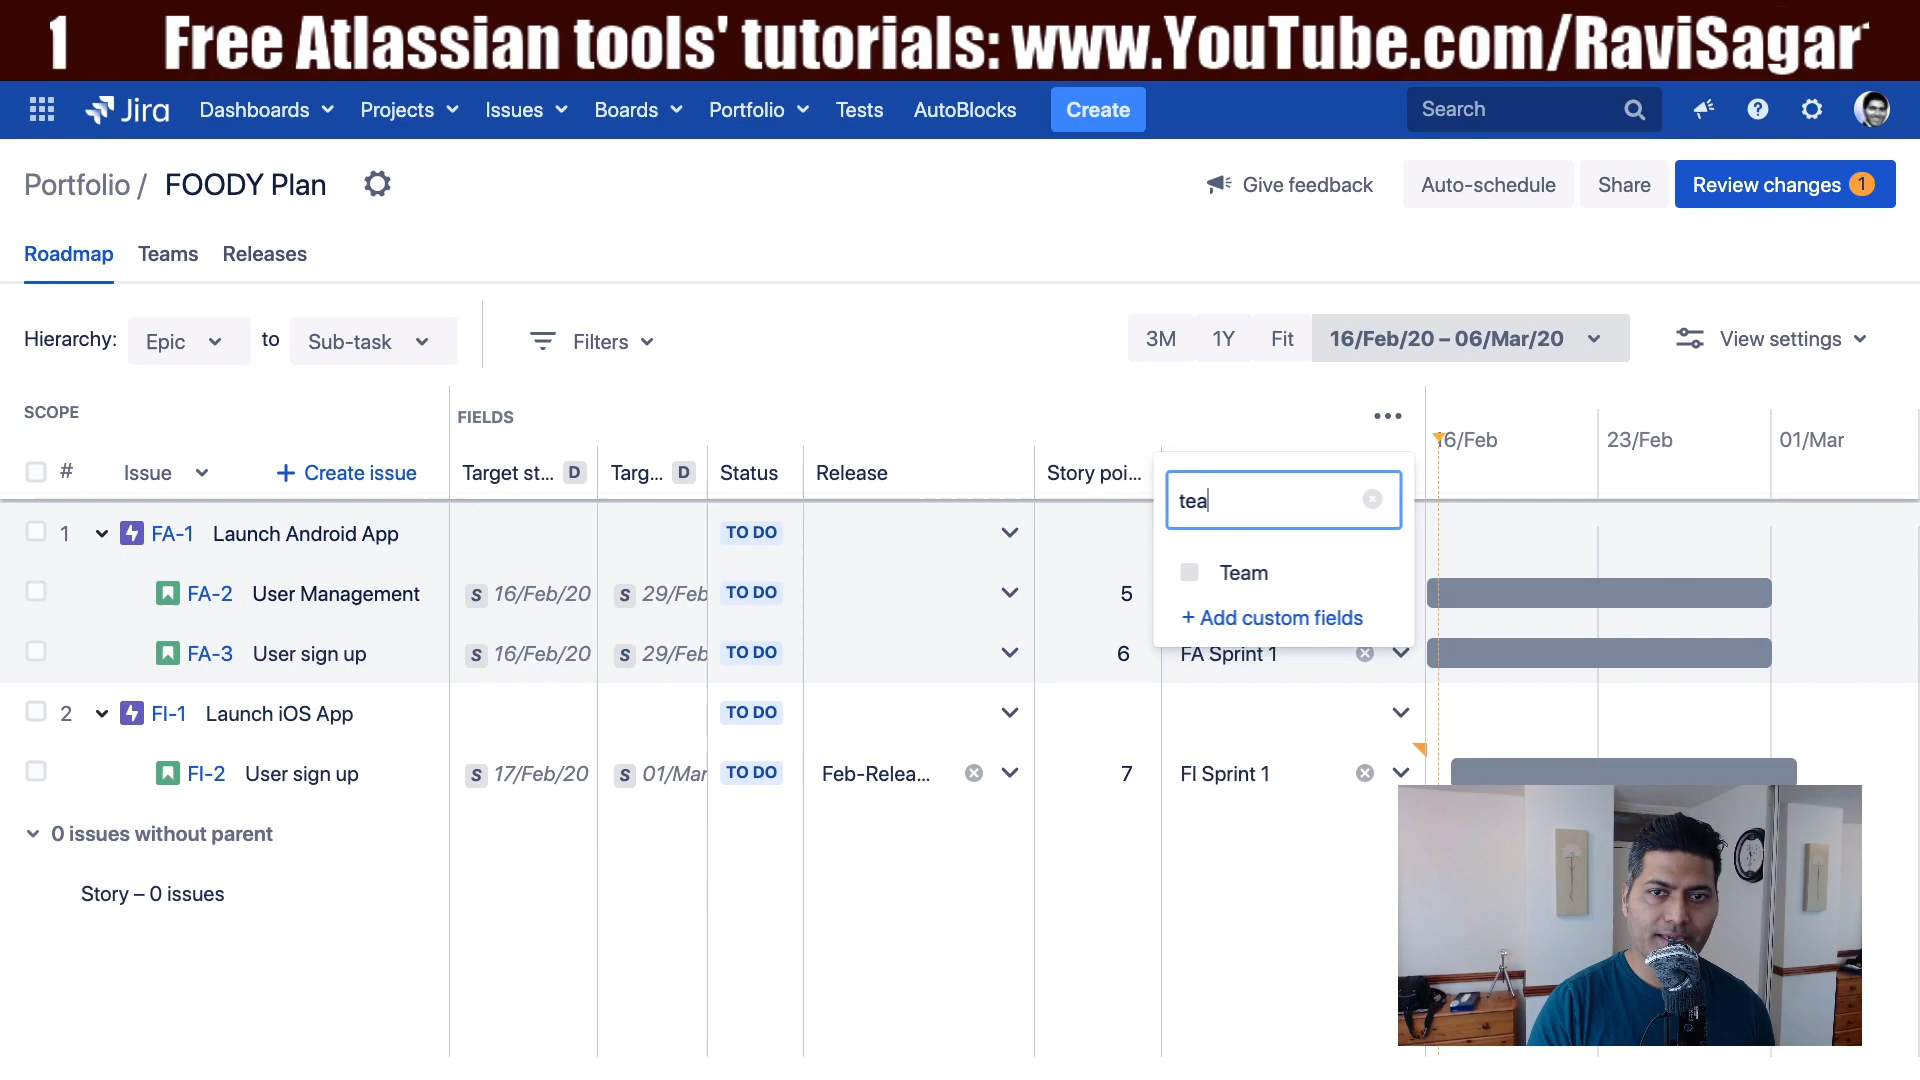 1 Free Atlassian tools' tutorials: www.YouTube.com/RaviSagar
Jira Dashboards Projects Issues Boards Portfolio Tests AutoBlocks Create Search
Portfolio / FOODY Plan Give feedback Auto-schedule Share Review changes 1
Roadmap Teams Releases
Hierarchy: Epic to Sub-task Filters 3M 1Y Fit 16/Feb/20 – 06/Mar/20 View settings
SCOPE FIELDS •••
16/Feb 23/Feb 01/Mar
# Issue + Create issue Target st... D Targ... D Status Release Story poi...
tea
1 FA-1 Launch Android App TO DO
Team
FA-2 User Management S 16/Feb/20 S 29/Feb TO DO 5
+ Add custom fields
FA-3 User sign up S 16/Feb/20 S 29/Feb TO DO 6 FA Sprint 1
2 FI-1 Launch iOS App TO DO
FI-2 User sign up S 17/Feb/20 S 01/Mar TO DO Feb-Relea... 7 FI Sprint 1
0 issues without parent
Story – 0 issues